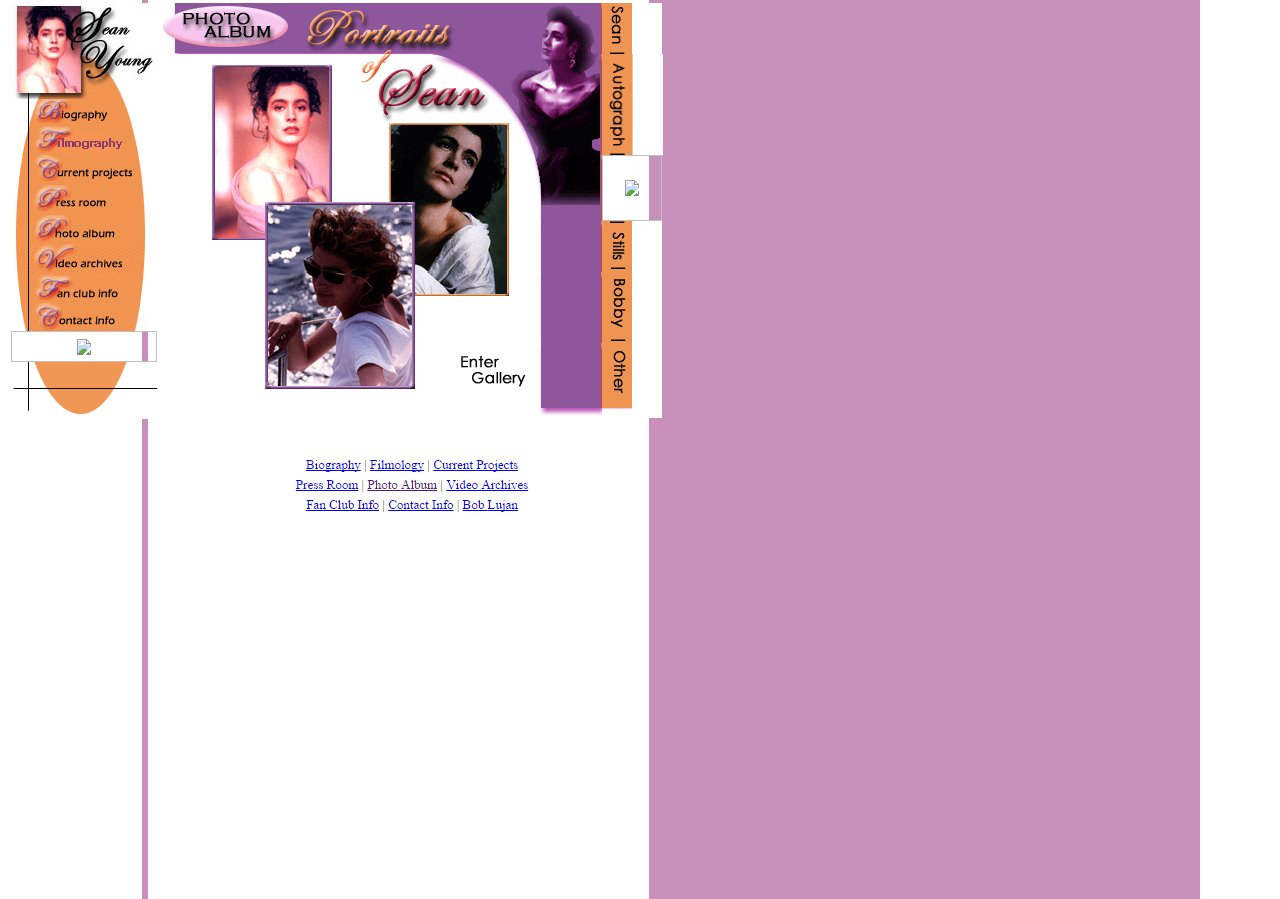 Sean
Young
Biography
Filmography
Current projects
Press room
Photo album
Video archives
Fan club info
Contact info
PHOTO
ALBUM
Portraits
of
Sean
Enter
Gallery
Sean | Autograph |
| Stills | Bobby | Other
Biography | Filmology | Current Projects
Press Room | Photo Album | Video Archives
Fan Club Info | Contact Info | Bob Lujan